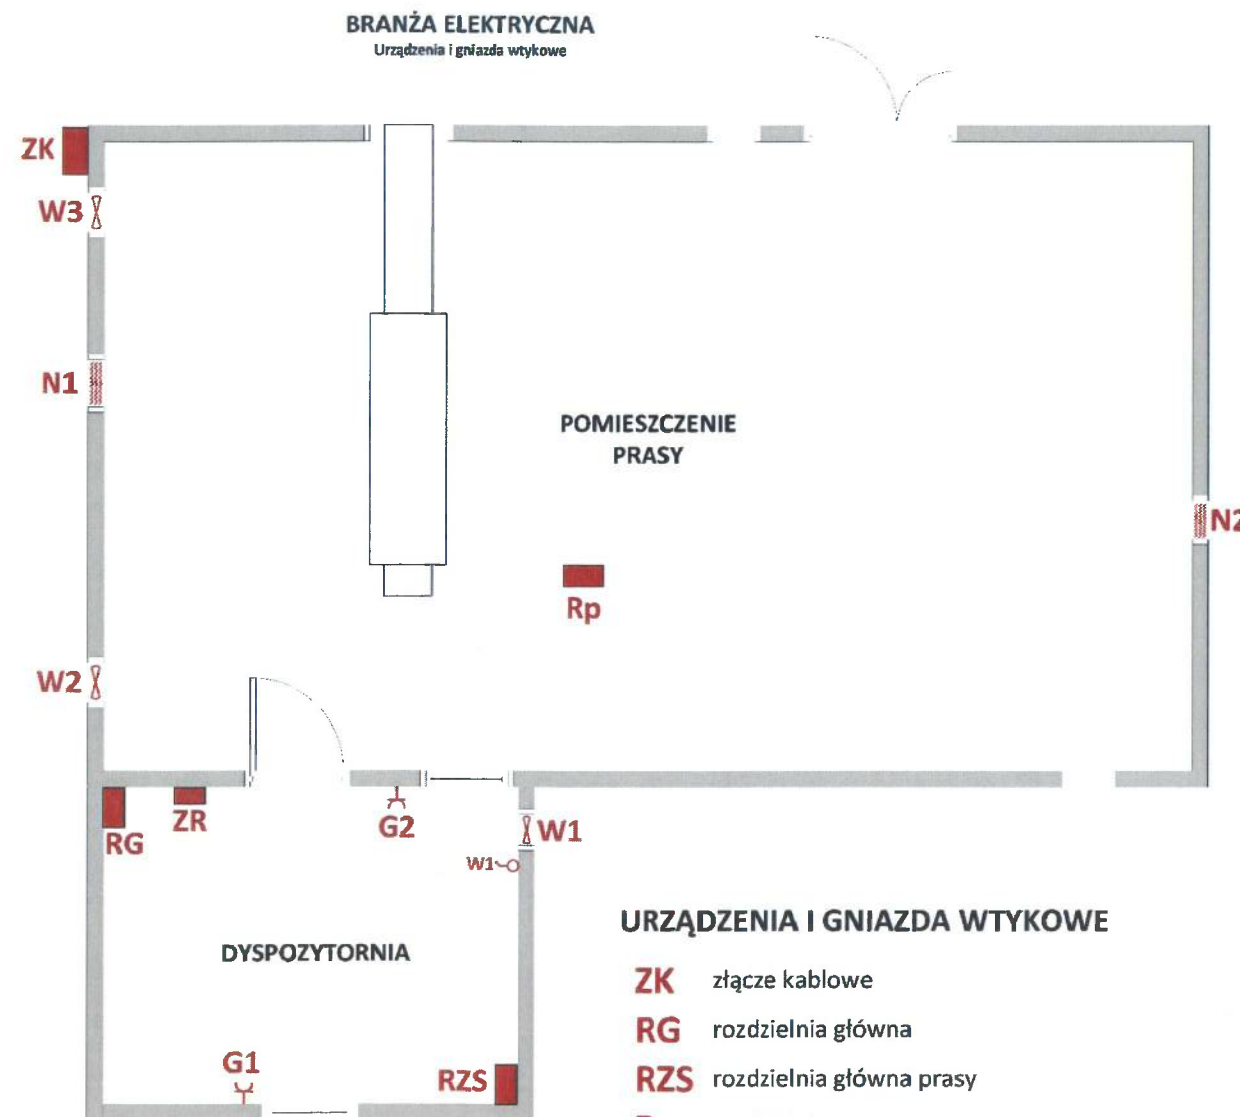 BRANŻA ELEKTRYCZNA
Urządzenia i gniazda wtykowe
ZK
W3
N1
POMIESZCZENIE
PRASY
N2
Rp
W2
RG
ZR
G2
W1
W1
DYSPOZYTORNIA
G1
RZS
URZĄDZENIA I GNIAZDA WTYKOWE
ZK złącze kablowe
RG rozdzielnia główna
RZS rozdzielnia główna prasy